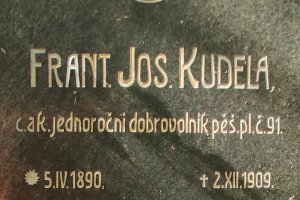 FRANT. JOS. KUDELA,
c.a k. jednoroční dobrovolník pěš. pl. č. 91.
5. IV. 1890. † 2. XII. 1909.